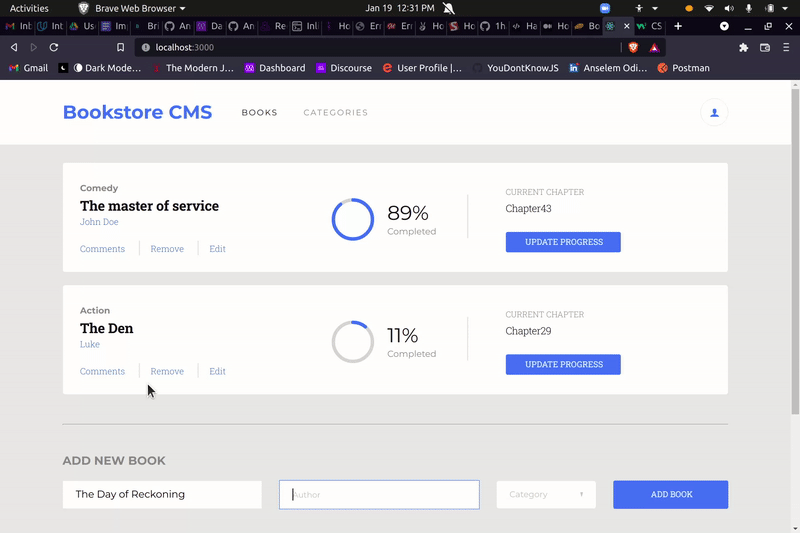 Activities
Brave Web Browser
Jan 19 12:31 PM
localhost:3000
Gmail
Dark Mode...
The Modern J...
Dashboard
Discourse
User Profile |...
YouDontKnowJS
Anselem Odi...
Postman
Bookstore CMS
BOOKS
CATEGORIES
Comedy
The master of service
John Doe
Comments
Remove
Edit
89%
Completed
CURRENT CHAPTER
Chapter43
UPDATE PROGRESS
Action
The Den
Luke
Comments
Remove
Edit
11%
Completed
CURRENT CHAPTER
Chapter29
UPDATE PROGRESS
ADD NEW BOOK
The Day of Reckoning
Author
Category
ADD BOOK